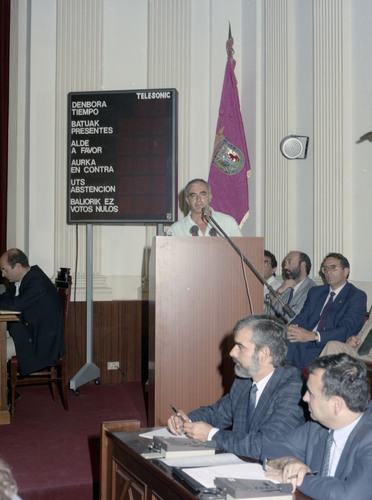 TELESONIC
DENBORA
TIEMPO
BATUAK
PRESENTES
ALDE
A FAVOR
AURKA
EN CONTRA
UTS
ABSTENCION
BALIORIK EZ
VOTOS NULOS